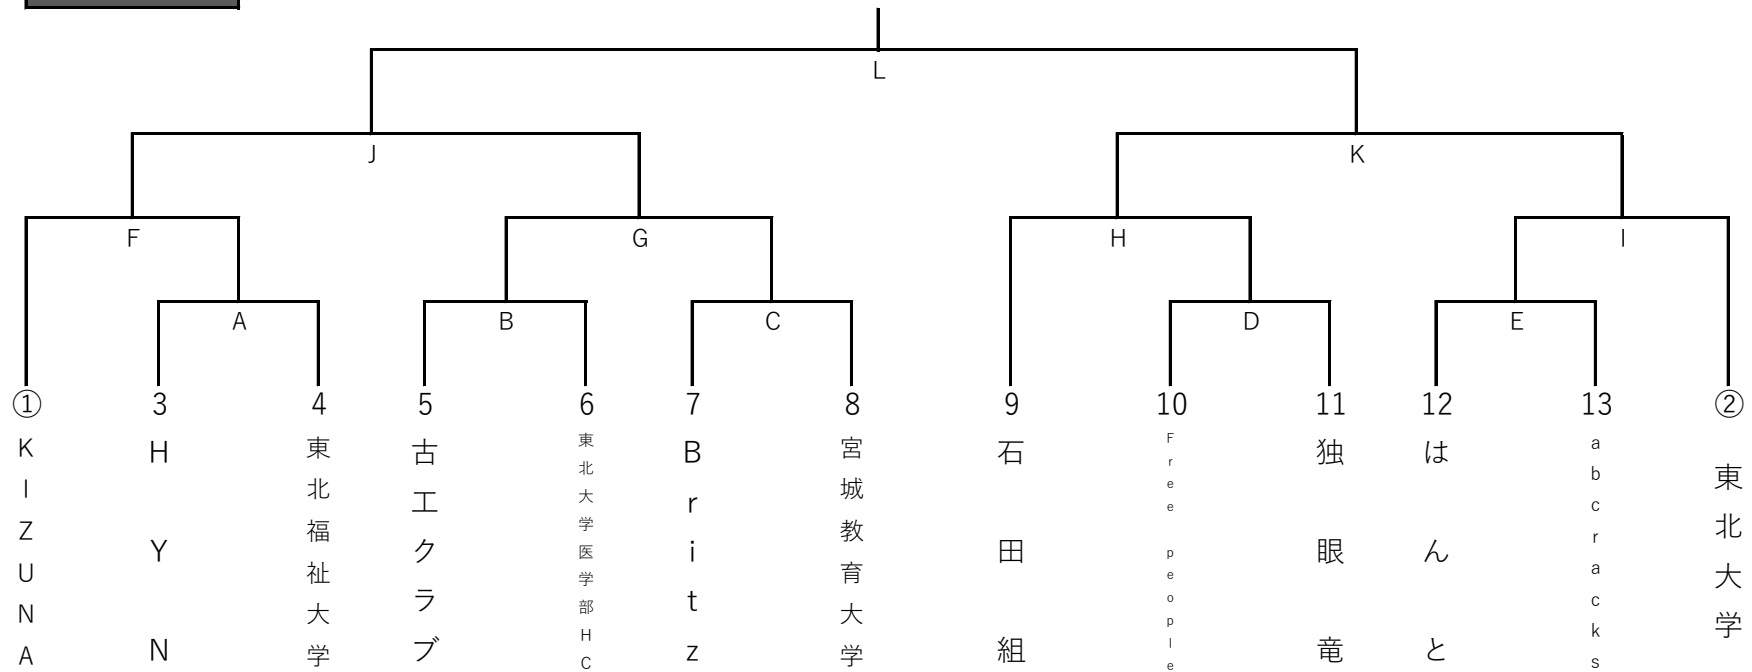 L
J
K
F
G
H
I
A
B
C
D
E
①
3
4
5
6
7
8
9
10
11
12
13
②
KIZUNA
HYN
東北福祉大学
古工クラブ
東北大学医学部HC
Britz
宮城教育大学
石田組
Free people
独眼竜
はんと
abcracks
東北大学